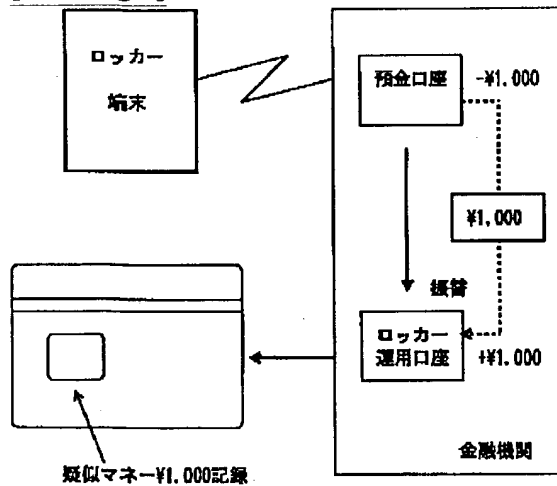 ロッカー
端末
預金口座
-¥1.000
¥1,000
振替
ロッカー
運用口座
+¥1.000
金融機関
疑似マネー¥1.000記録